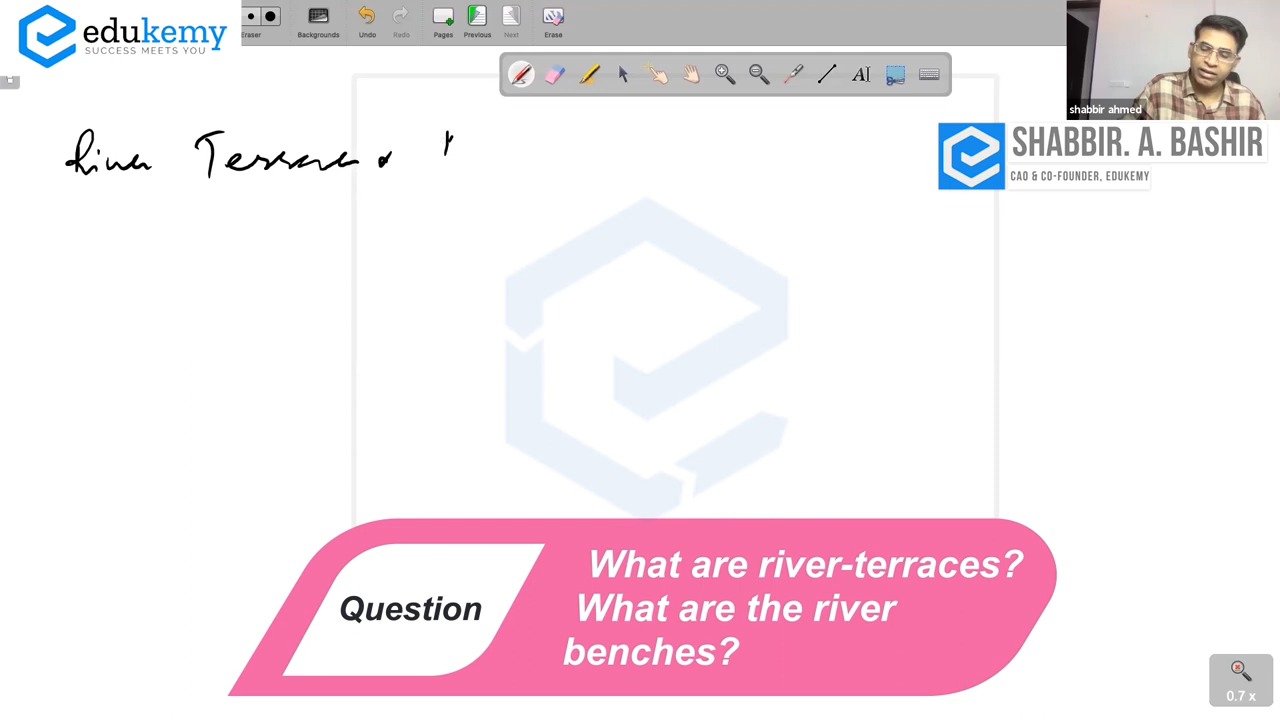 edukemy
SUCCESS MEETS YOU
Eraser
Backgrounds
Undo
Redo
Pages
Previous
Next
Erase
shabbir ahmed
SHABBIR. A. BASHIR
CAO & CO-FOUNDER, EDUKEMY
River Terrace &
Question
What are river-terraces?
What are the river
benches?
0.7 x